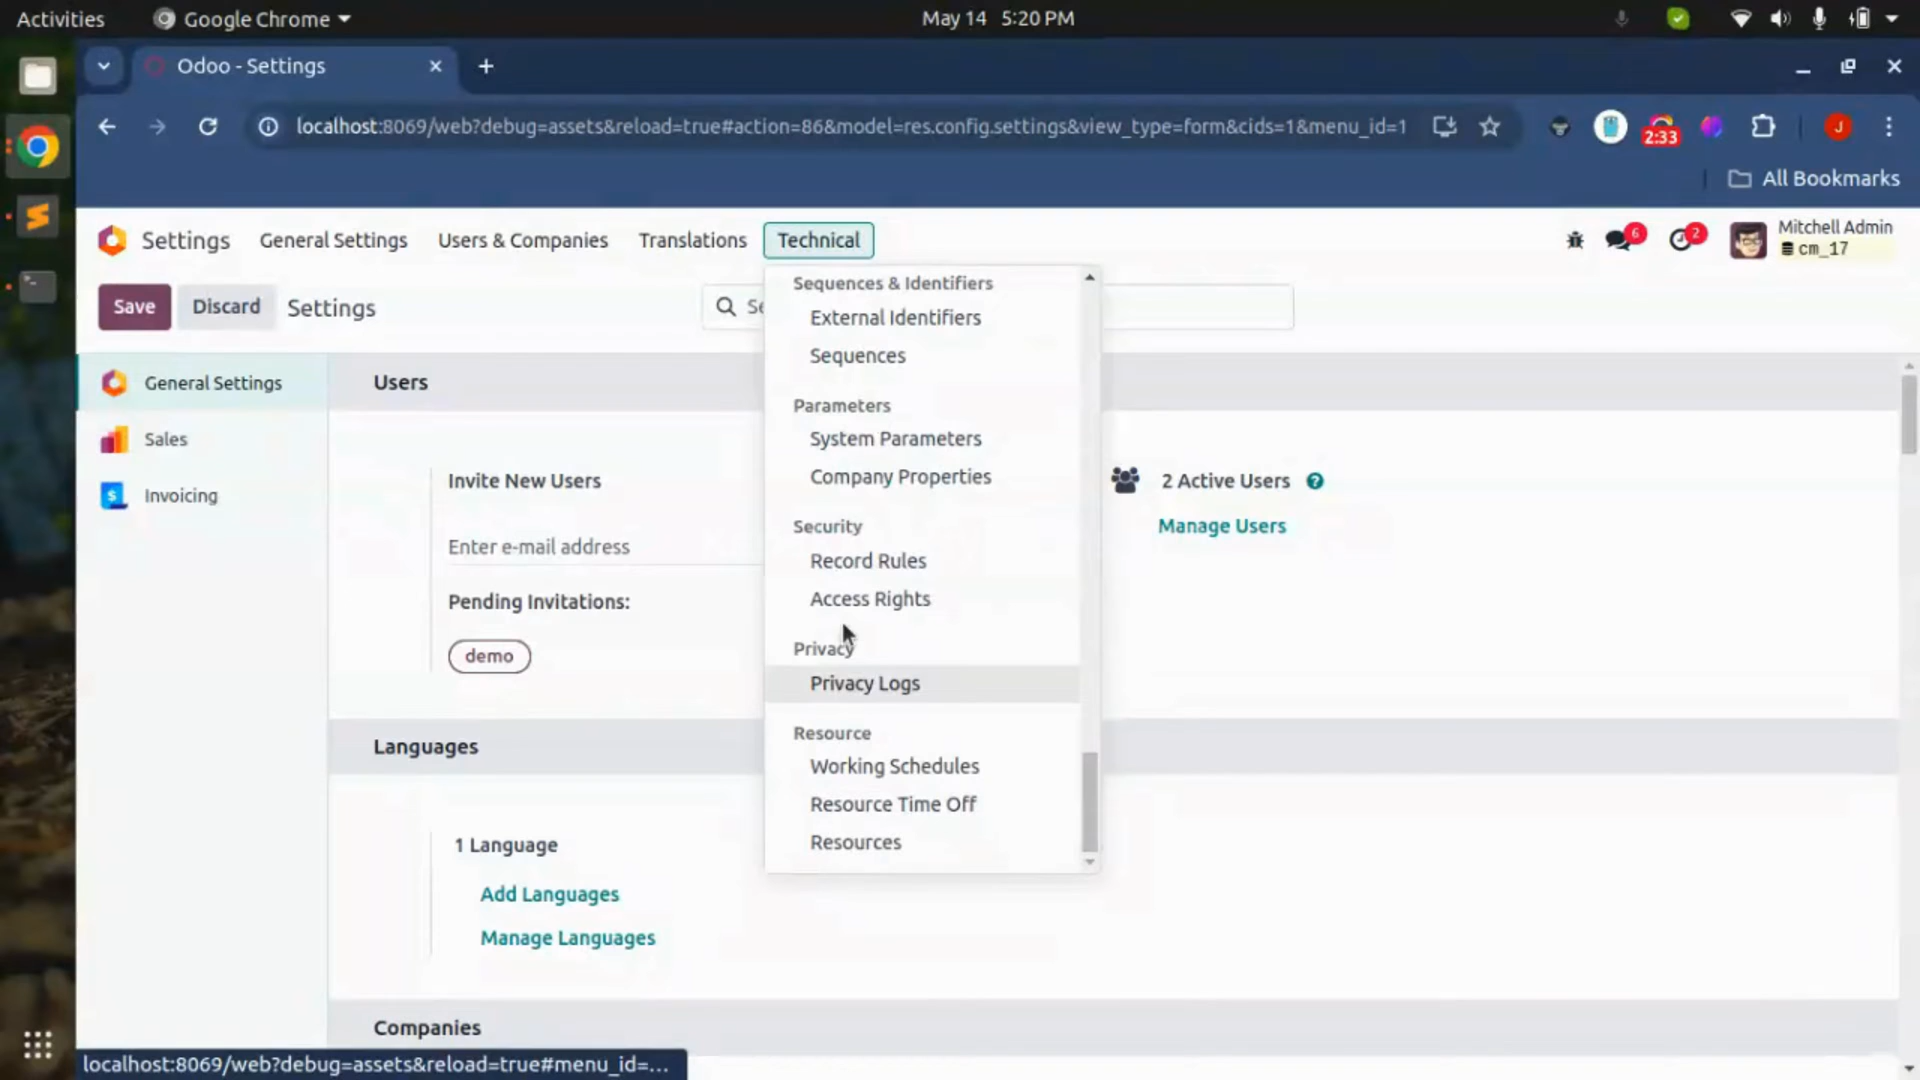 Activities
Google Chrome
May 14 5:20 PM
Odoo - Settings
localhost:8069/web?debug=assets&reload=true#action=86&model=res.config.settings&view_type=form&cids=1&menu_id=1
2:33
J
All Bookmarks
Settings
General Settings
Users & Companies
Translations
Technical
6
2
Mitchell Admin
cm_17
Save
Discard
Settings
Se
General Settings
Sales
Invoicing
Users
Invite New Users
Enter e-mail address
Pending Invitations:
demo
2 Active Users
Manage Users
Languages
1 Language
Add Languages
Manage Languages
Companies
Sequences & Identifiers
External Identifiers
Sequences
Parameters
System Parameters
Company Properties
Security
Record Rules
Access Rights
Privacy
Privacy Logs
Resource
Working Schedules
Resource Time Off
Resources
localhost:8069/web?debug=assets&reload=true#menu_id=...